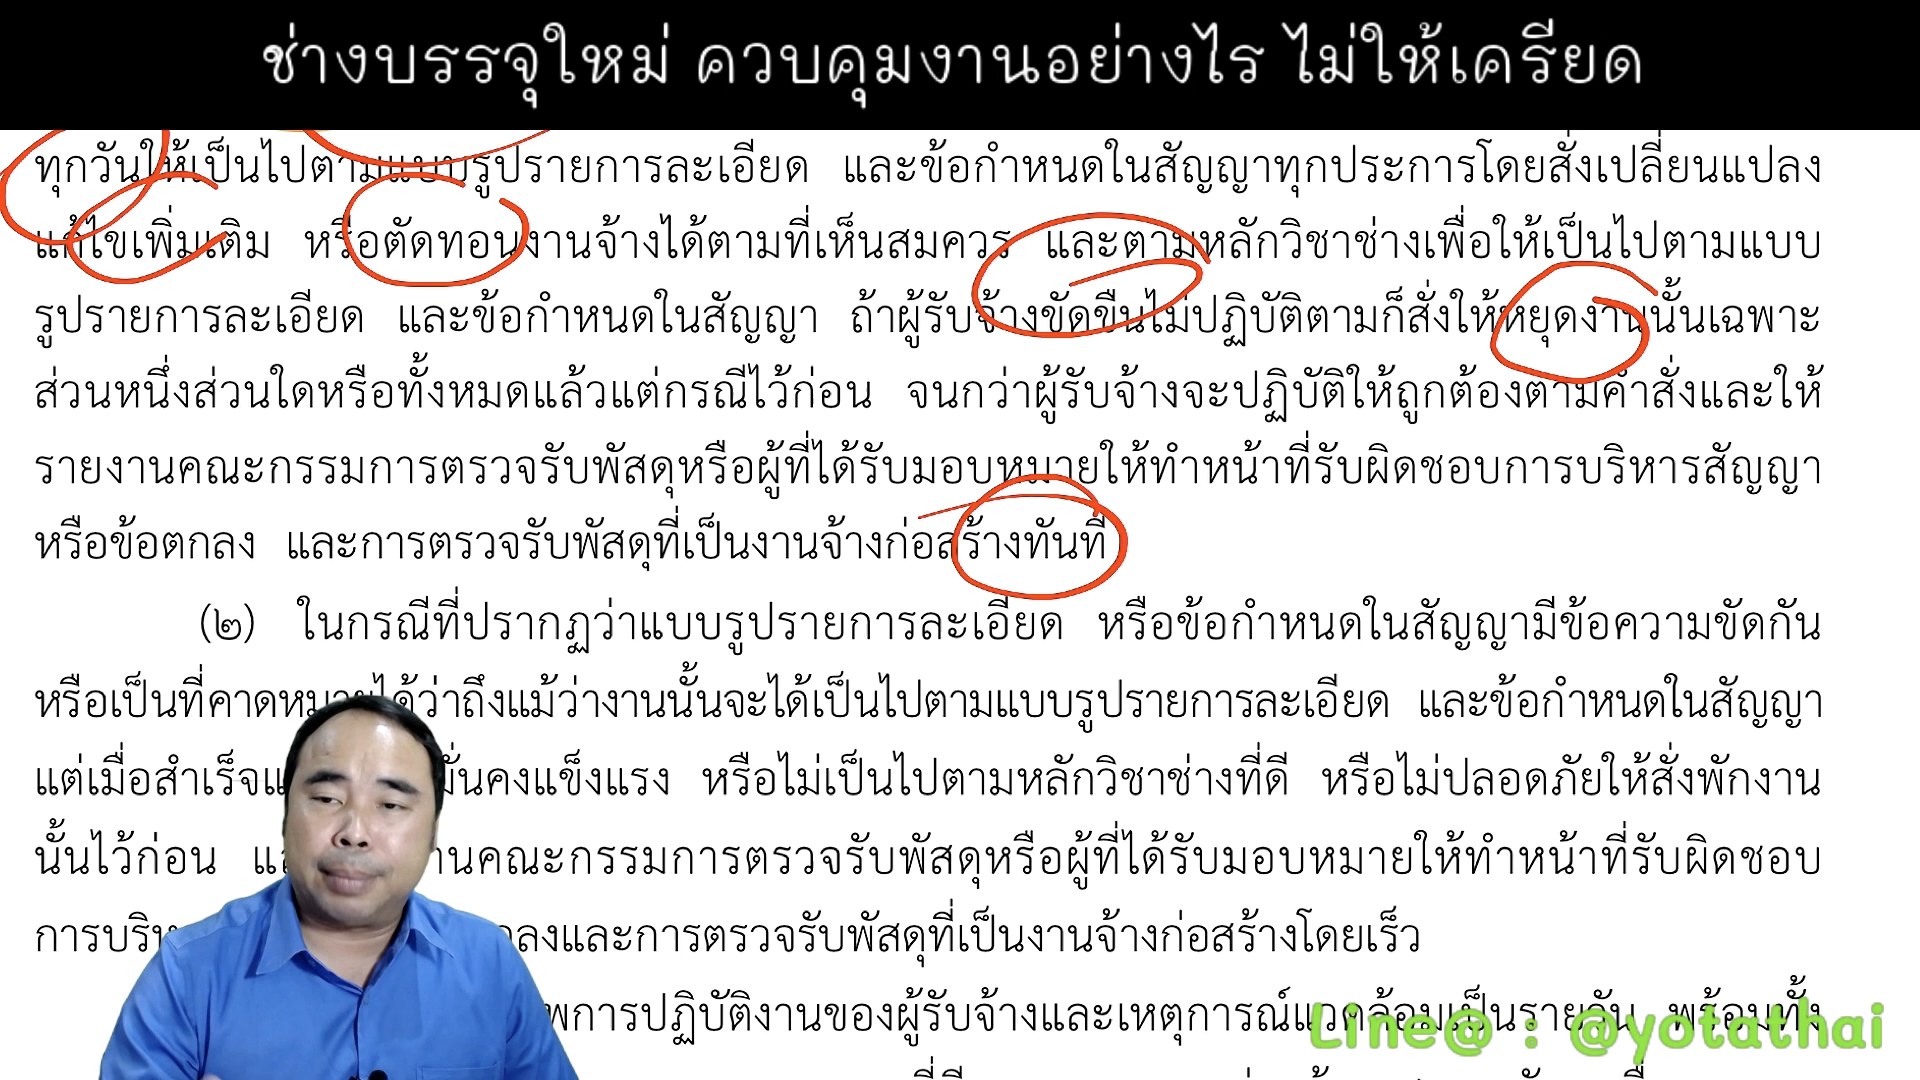 ช่างบรรจุใหม่ ควบคุมงานอย่างไร ไม่ให้เครียด
ทุกวันให้เป็นไปตามแบบรูปรายการละเอียด และข้อกำหนดในสัญญาทุกประการโดยสั่งเปลี่ยนแปลง
แก้ไขเพิ่มเติม หรือตัดทอนงานจ้างได้ตามที่เห็นสมควร และตามหลักวิชาช่างเพื่อให้เป็นไปตามแบบ
รูปรายการละเอียด และข้อกำหนดในสัญญา ถ้าผู้รับจ้างขัดขืนไม่ปฏิบัติตามก็สั่งให้หยุดงานนั้นเฉพาะ
ส่วนหนึ่งส่วนใดหรือทั้งหมดแล้วแต่กรณีไว้ก่อน จนกว่าผู้รับจ้างจะปฏิบัติให้ถูกต้องตามคำสั่งและให้
รายงานคณะกรรมการตรวจรับพัสดุหรือผู้ที่ได้รับมอบหมายให้ทำหน้าที่รับผิดชอบการบริหารสัญญา
หรือข้อตกลง และการตรวจรับพัสดุที่เป็นงานจ้างก่อสร้างทันที
(๒) ในกรณีที่ปรากฏว่าแบบรูปรายการละเอียด หรือข้อกำหนดในสัญญามีข้อความขัดกัน
หรือเป็นที่คาดหมายได้ว่าถึงแม้ว่างานนั้นจะได้เป็นไปตามแบบรูปรายการละเอียด และข้อกำหนดในสัญญา
แต่เมื่อสำเร็จ มั่นคงแข็งแรง หรือไม่เป็นไปตามหลักวิชาช่างที่ดี หรือไม่ปลอดภัยให้สั่งพักงาน
นั้นไว้ก่อน คณะกรรมการตรวจรับพัสดุหรือผู้ที่ได้รับมอบหมายให้ทำหน้าที่รับผิดชอบ
ลงและการตรวจรับพัสดุที่เป็นงานจ้างก่อสร้างโดยเร็ว
การปฏิบัติงานของผู้รับจ้างและเหตุการณ์แวดล้อมเป็นรายวัน พร้อมทั้ง
Line@ : @yotathai